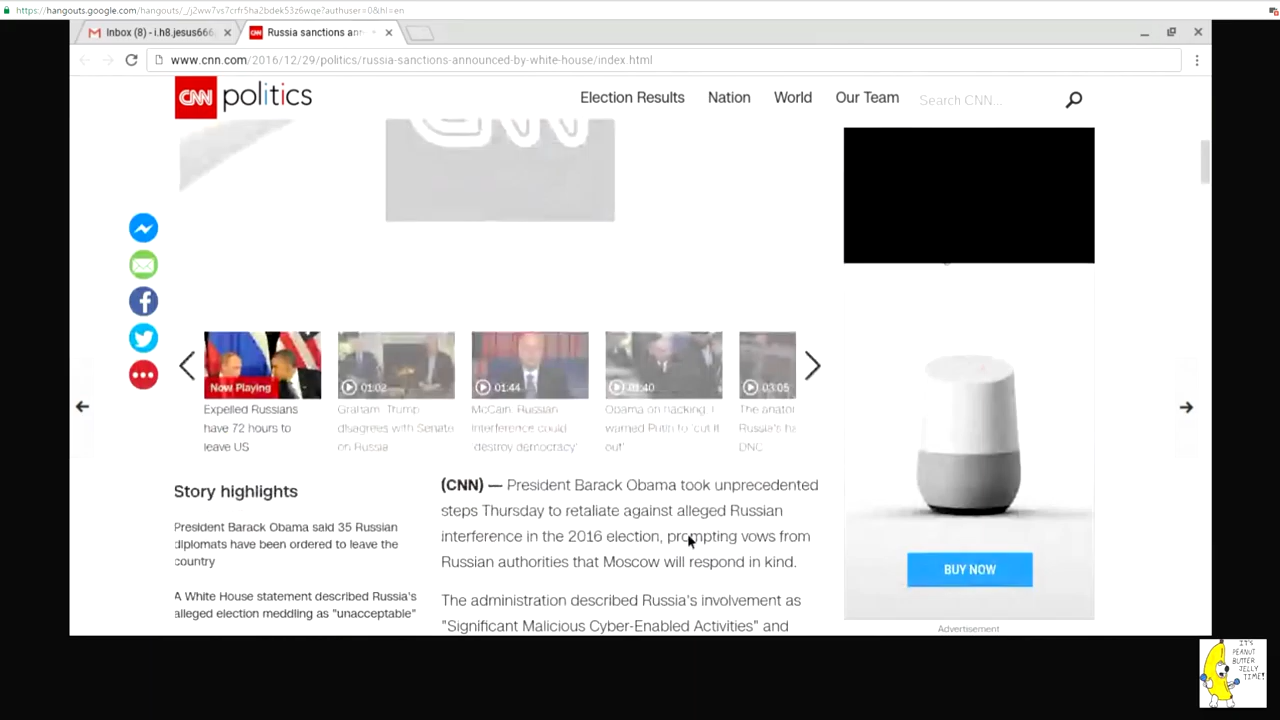 https://hangouts.google.com/hangouts/_/j2ww7vs7crfr5ha2bdek53z6wqe?authuser=0&hl=en
Inbox (8) - i.h8.jesus666
Russia sanctions an
www.cnn.com/2016/12/29/politics/russia-sanctions-announced-by-white-house/index.html
CNN politics
Election Results
Nation
World
Our Team
Search CNN...
CNN
Now Playing
01:02
01:44
01:40
03:05
Expelled Russians
have 72 hours to
leave US
Graham: Trump
disagrees with Senate
on Russia
McCain: Russian
interference could
'destroy democracy'
Obama on hacking: I
warned Putin to 'cut it
out'
The anator
Russia's ha
DNC
Story highlights
President Barack Obama said 35 Russian
diplomats have been ordered to leave the
country
A White House statement described Russia's
alleged election meddling as "unacceptable"
(CNN) — President Barack Obama took unprecedented
steps Thursday to retaliate against alleged Russian
interference in the 2016 election, prompting vows from
Russian authorities that Moscow will respond in kind.
The administration described Russia's involvement as
"Significant Malicious Cyber-Enabled Activities" and
BUY NOW
Advertisement
IT'S
PEANUT
BUTTER
JELLY
TIME!